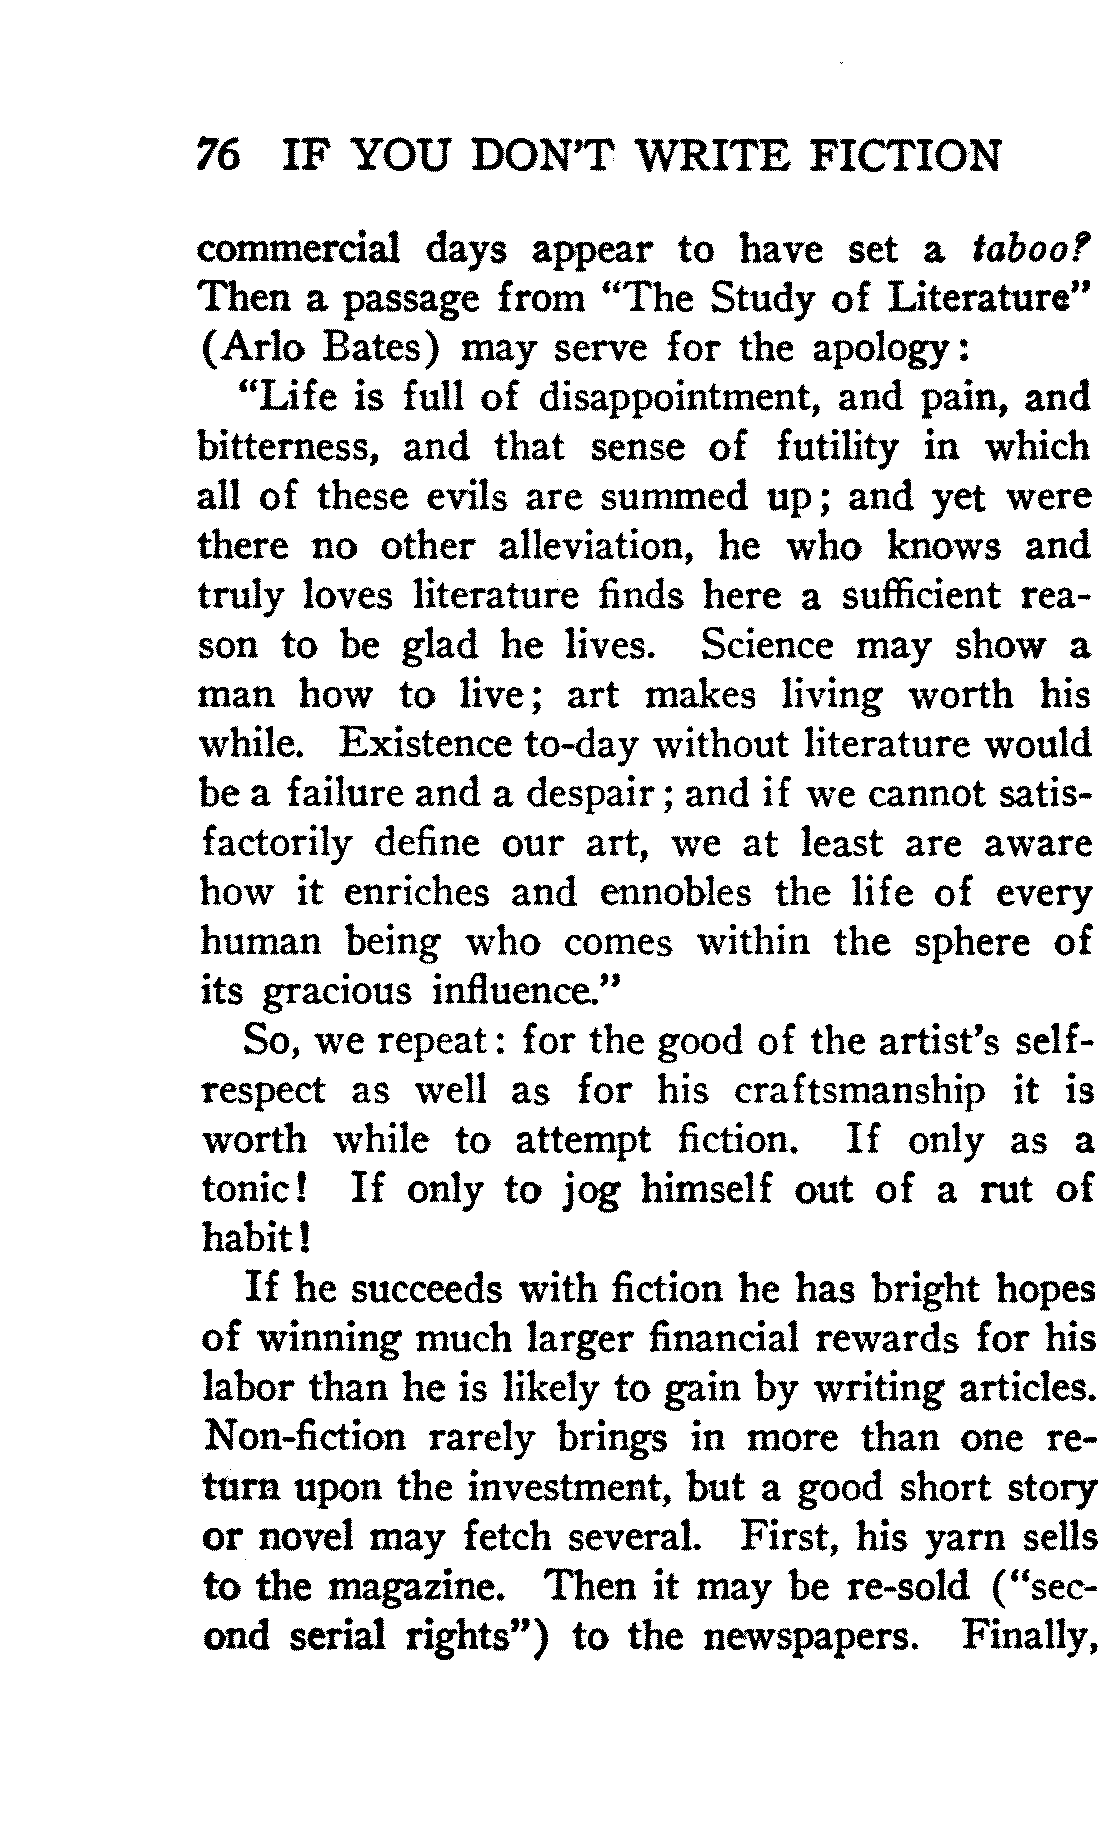 76 IF YOU DON'T WRITE FICTION
commercial days appear to have set a taboo?
Then a passage from “The Study of Literature”
(Arlo Bates) may serve for the apology:
“Life is full of disappointment, and pain, and
bitterness, and that sense of futility in which
all of these evils are summed up; and yet were
there no other alleviation, he who knows and
truly loves literature finds here a sufficient rea-
son to be glad he lives. Science may show a
man how to live; art makes living worth his
while. Existence to-day without literature would
be a failure and a despair; and if we cannot satis-
factorily define our art, we at least are aware
how it enriches and ennobles the life of every
human being who comes within the sphere of
its gracious influence.”
So, we repeat: for the good of the artist's self-
respect as well as for his craftsmanship it is
worth while to attempt fiction. If only as a
tonic! If only to jog himself out of a rut of
habit!
If he succeeds with fiction he has bright hopes
of winning much larger financial rewards for his
labor than he is likely to gain by writing articles.
Non-fiction rarely brings in more than one re-
turn upon the investment, but a good short story
or novel may fetch several. First, his yarn sells
to the magazine. Then it may be re-sold (“sec-
ond serial rights”) to the newspapers. Finally,